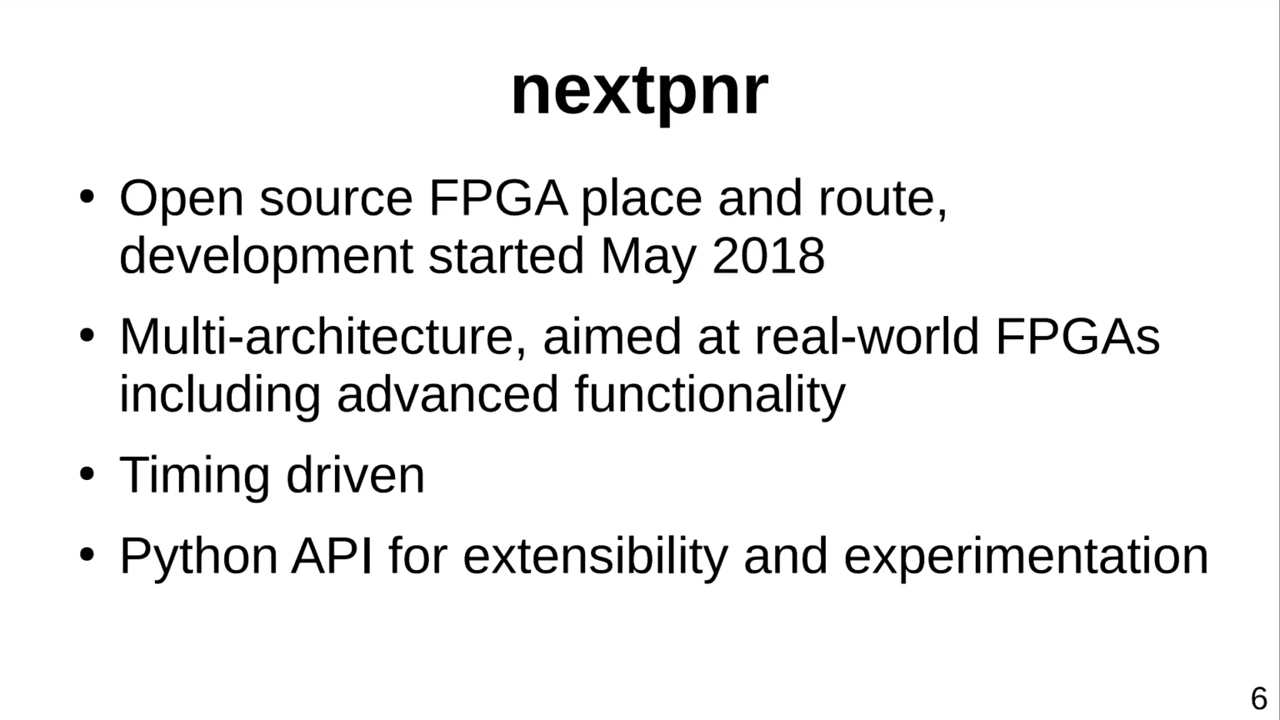 nextpnr
• Open source FPGA place and route,
development started May 2018
• Multi-architecture, aimed at real-world FPGAs
including advanced functionality
• Timing driven
• Python API for extensibility and experimentation
6